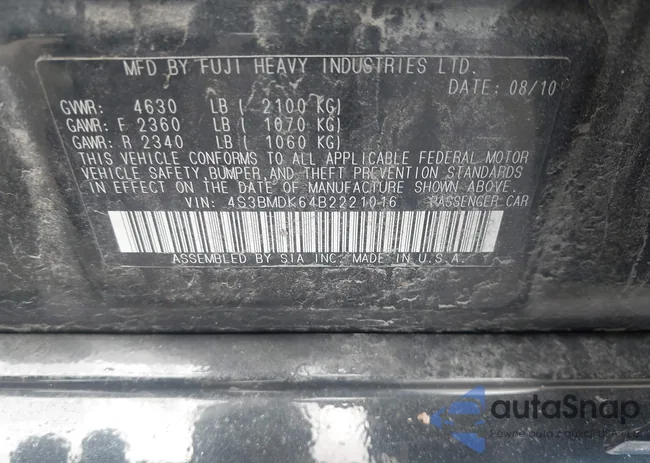 MFD BY FUJI HEAVY INDUSTRIES LTD.
DATE: 08/10
GVWR: 4630 LB ( 2100 KG)
GAWR: F 2360 LB ( 1070 KG)
GAWR: R 2340 LB ( 1060 KG)
THIS VEHICLE CONFORMS TO ALL APPLICABLE FEDERAL MOTOR
VEHICLE SAFETY, BUMPER, AND THEFT PREVENTION STANDARDS
IN EFFECT ON THE DATE OF MANUFACTURE SHOWN ABOVE.
VIN: 4S3BMDK64B2221016 PASSENGER CAR
ASSEMBLED BY SIA INC. MADE IN U.S.A.
autaSnap
Pewne auta z